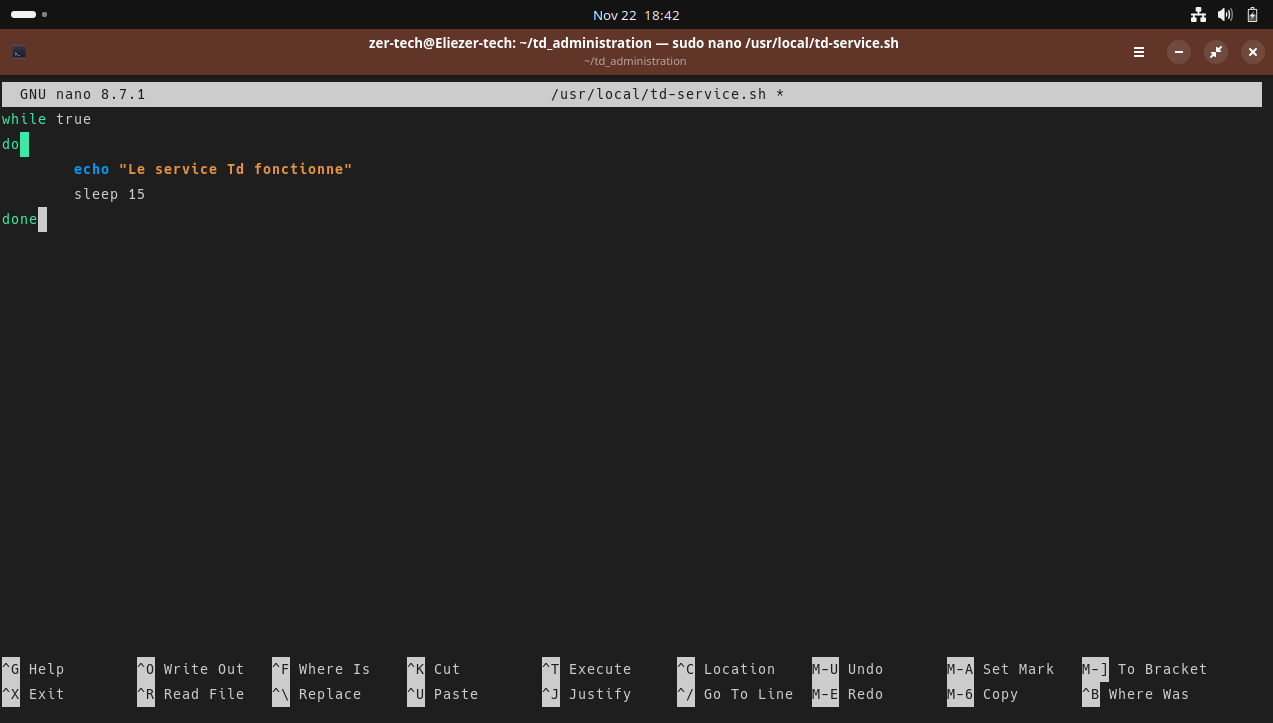 Nov 22 18:42
zer-tech@Eliezer-tech: ~/td_administration — sudo nano /usr/local/td-service.sh
~/td_administration
GNU nano 8.7.1 /usr/local/td-service.sh *
while true
do
echo "Le service Td fonctionne"
sleep 15
done
^G Help ^O Write Out ^F Where Is ^K Cut ^T Execute ^C Location M-U Undo M-A Set Mark M-] To Bracket
^X Exit ^R Read File ^\ Replace ^U Paste ^J Justify ^/ Go To Line M-E Redo M-6 Copy ^B Where Was